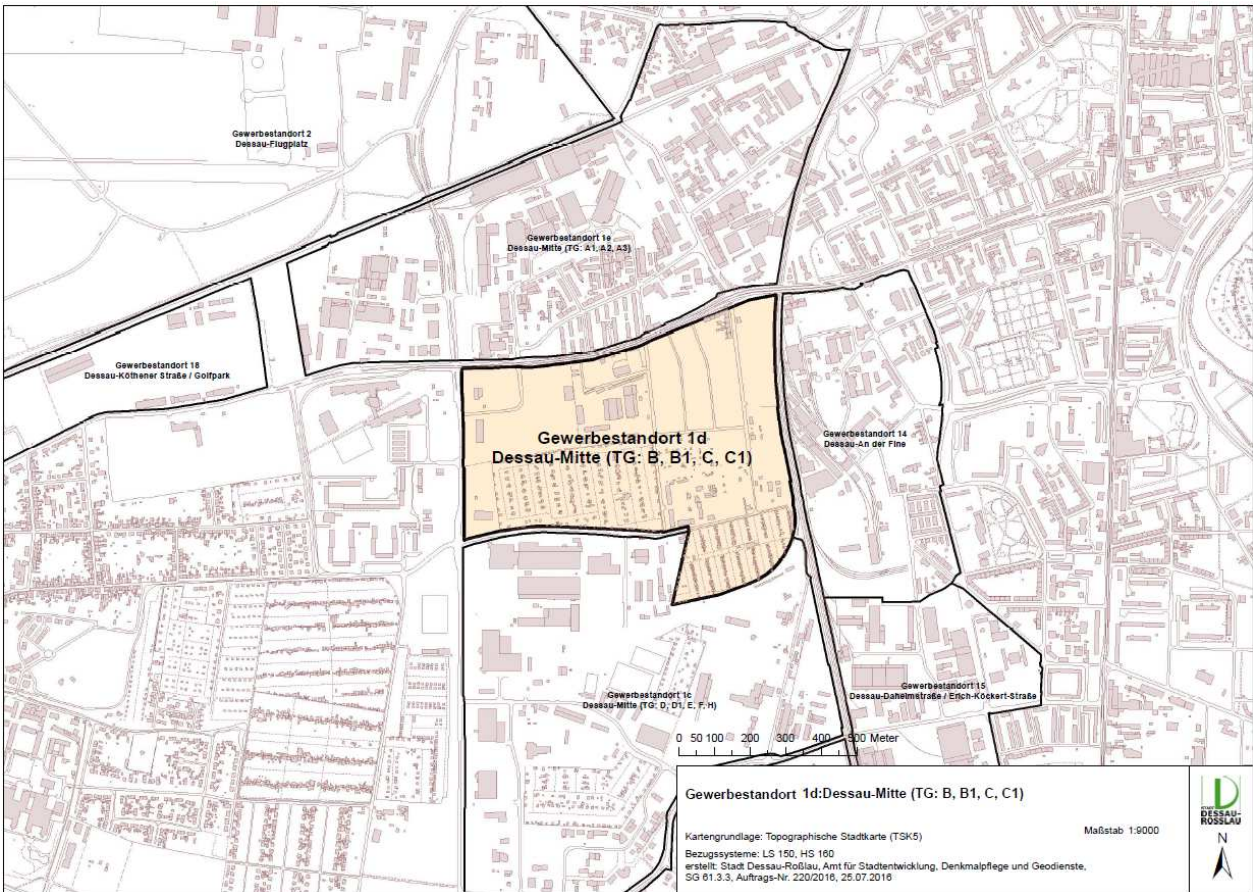 Gewerbestandort 2
Dessau-Flugplatz
Gewerbestandort 1e
Dessau-Mitte (TG: A1, A2, A3)
Gewerbestandort 18
Dessau-Köthener Straße / Golfpark
Gewerbestandort 1d
Dessau-Mitte (TG: B, B1, C, C1)
Gewerbestandort 14
Dessau-An der Fine
Gewerbestandort 1c
Dessau-Mitte (TG: D, D1, E, F, H)
Gewerbestandort 15
Dessau-Daheimstraße / Erich-Köckert-Straße
0 50 100 200 300 400 500 Meter
Gewerbestandort 1d:Dessau-Mitte (TG: B, B1, C, C1)
Kartengrundlage: Topographische Stadtkarte (TSK5)
Maßstab 1:9000
Bezugssysteme: LS 150, HS 160
erstellt: Stadt Dessau-Roßlau, Amt für Stadtentwicklung, Denkmalpflege und Geodienste,
SG 61.3.3, Auftrags-Nr. 220/2016, 25.07.2016
STADT
DESSAU-
ROSSLAU
N